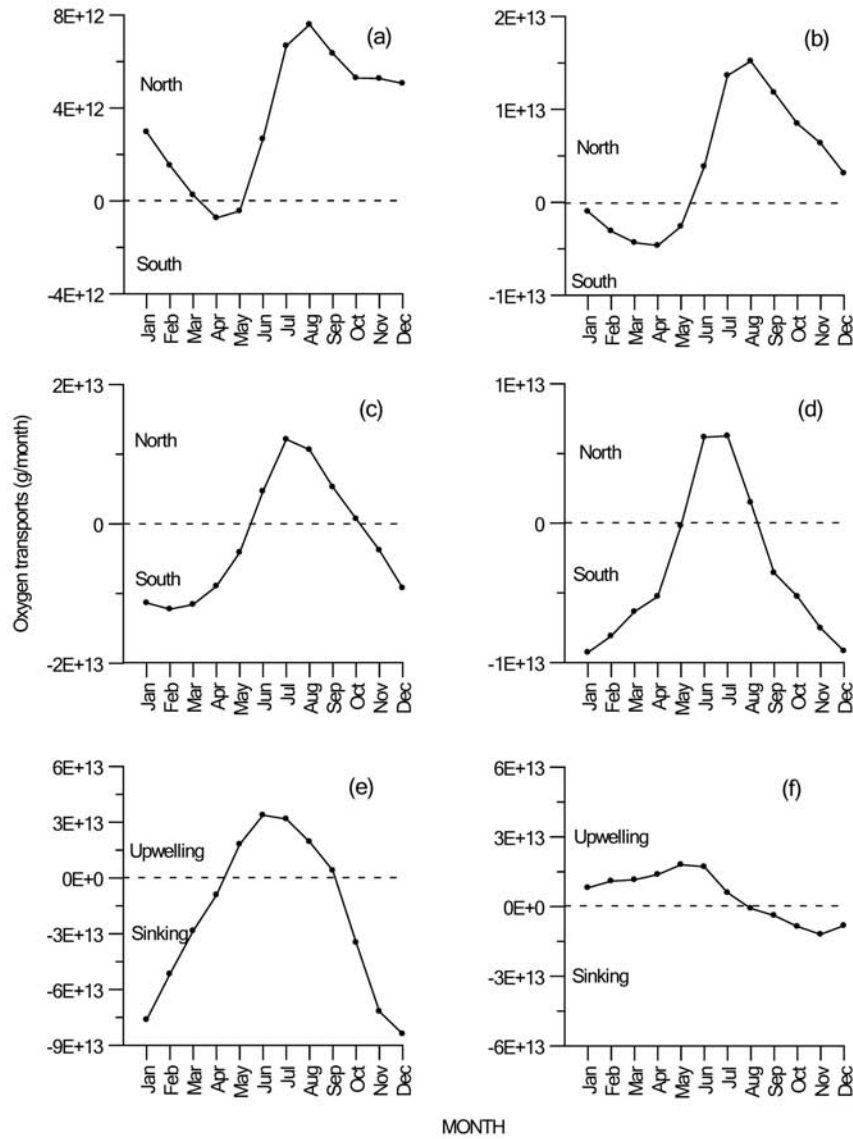 8E+12
(a)
North
4E+12
0
South
-4E+12
Jan Feb Mar Apr May Jun Jul Aug Sep Oct Nov Dec
2E+13
(b)
1E+13
North
0
South
-1E+13
Jan Feb Mar Apr May Jun Jul Aug Sep Oct Nov Dec
Oxygen transports (g/month)
2E+13
(c)
North
0
South
-2E+13
Jan Feb Mar Apr May Jun Jul Aug Sep Oct Nov Dec
1E+13
(d)
North
0
South
-1E+13
Jan Feb Mar Apr May Jun Jul Aug Sep Oct Nov Dec
6E+13
(e)
3E+13
Upwelling
0E+0
Sinking
-3E+13
-6E+13
-9E+13
Jan Feb Mar Apr May Jun Jul Aug Sep Oct Nov Dec
6E+13
(f)
3E+13
Upwelling
0E+0
-3E+13
Sinking
-6E+13
Jan Feb Mar Apr May Jun Jul Aug Sep Oct Nov Dec
MONTH